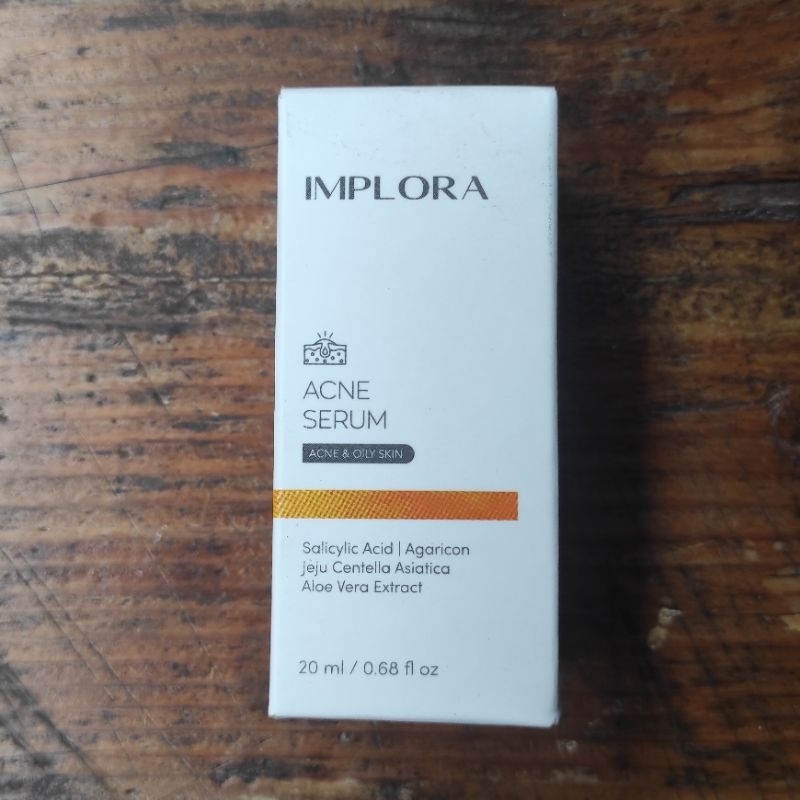 IMPLORA
ACNE
SERUM
ACNE & OILY SKIN
Salicylic Acid | Agaricon
Jeju Centella Asiatica
Aloe Vera Extract
20 ml / 0.68 fl oz